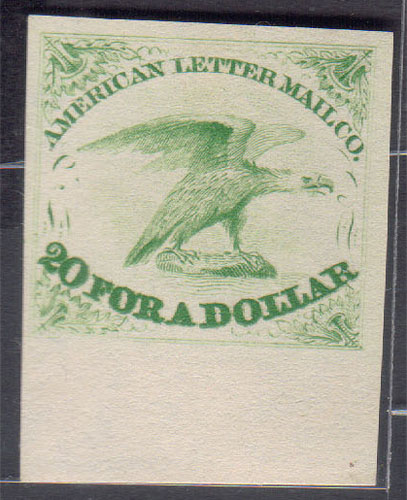 AMERICAN LETTER MAIL CO.
20 FOR A DOLLAR